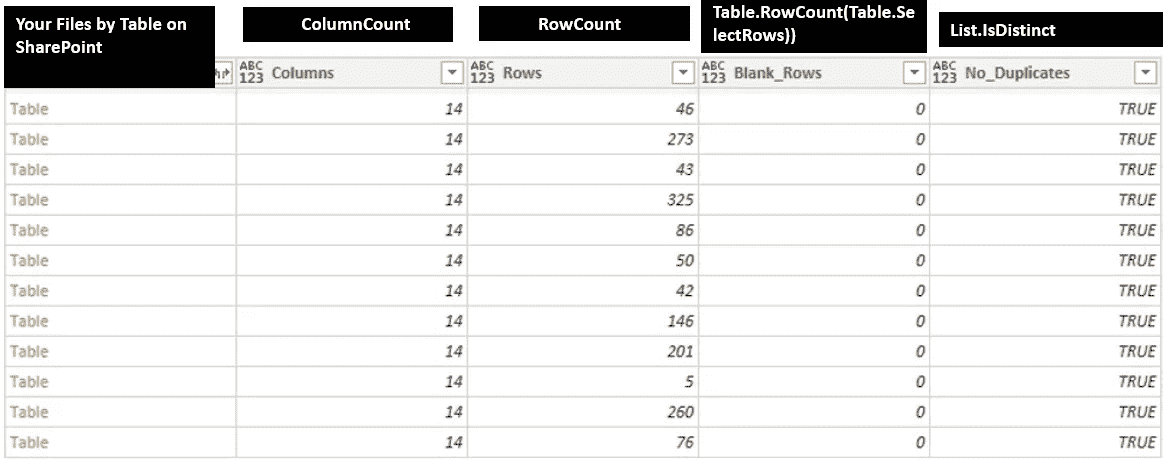 Your Files by Table on
SharePoint
ColumnCount
RowCount
Table.RowCount(Table.Se
lectRows))
List.IsDistinct
ABC
123 Columns
ABC
123 Rows
ABC
123 Blank_Rows
ABC
123 No_Duplicates
Table 14 46 0 TRUE
Table 14 273 0 TRUE
Table 14 43 0 TRUE
Table 14 325 0 TRUE
Table 14 86 0 TRUE
Table 14 50 0 TRUE
Table 14 42 0 TRUE
Table 14 146 0 TRUE
Table 14 201 0 TRUE
Table 14 5 0 TRUE
Table 14 260 0 TRUE
Table 14 76 0 TRUE